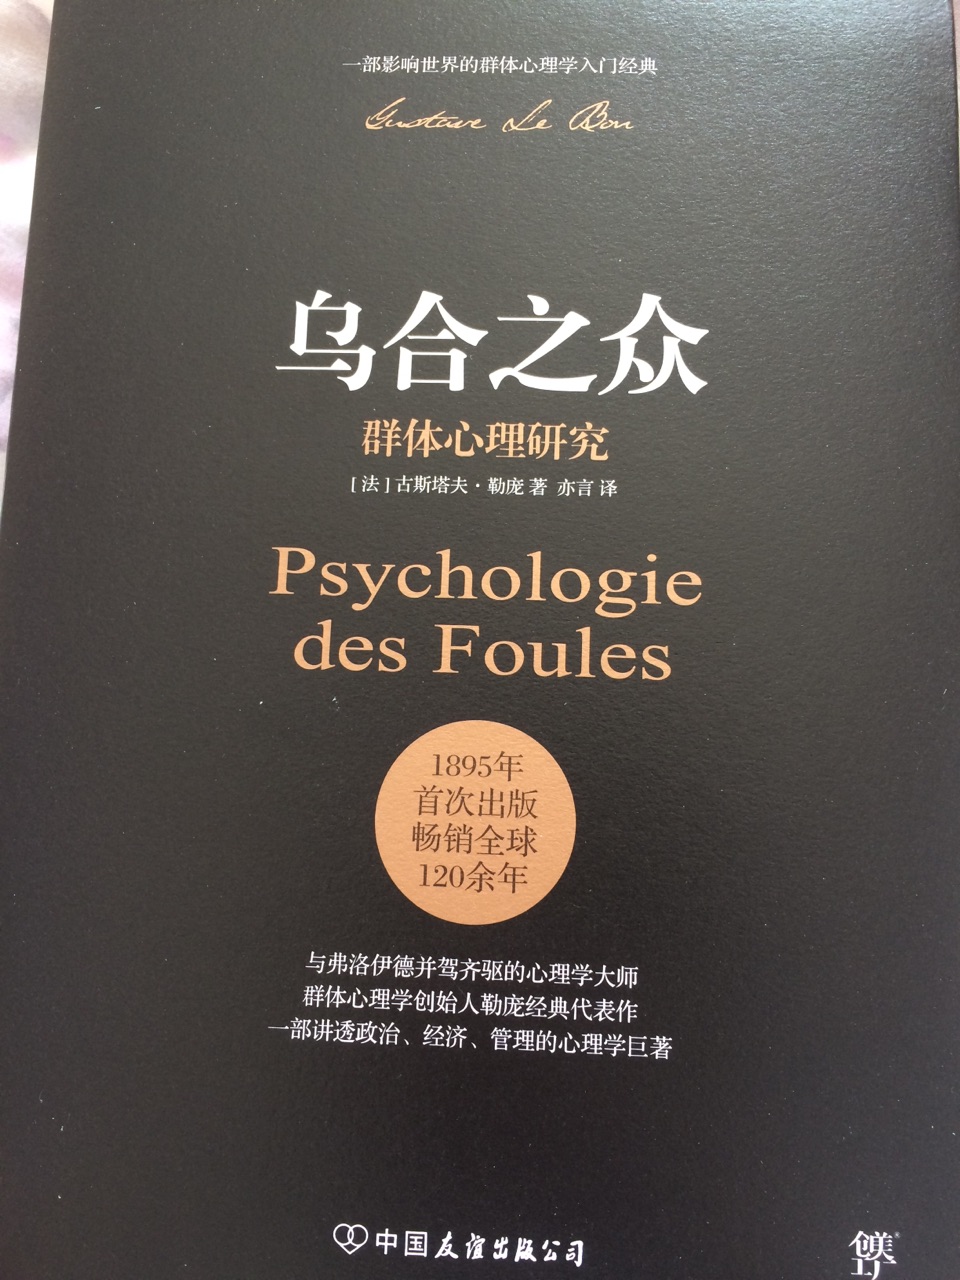 一部影响世界的群体心理学入门经典
Gustave Le Bon
乌合之众
群体心理研究
[法]古斯塔夫·勒庞 著 亦言 译
Psychologie
des Foules
1895年
首次出版
畅销全球
120余年
与弗洛伊德并驾齐驱的心理学大师
群体心理学创始人勒庞经典代表作
一部讲透政治、经济、管理的心理学巨著
中国友谊出版公司
创美工厂®